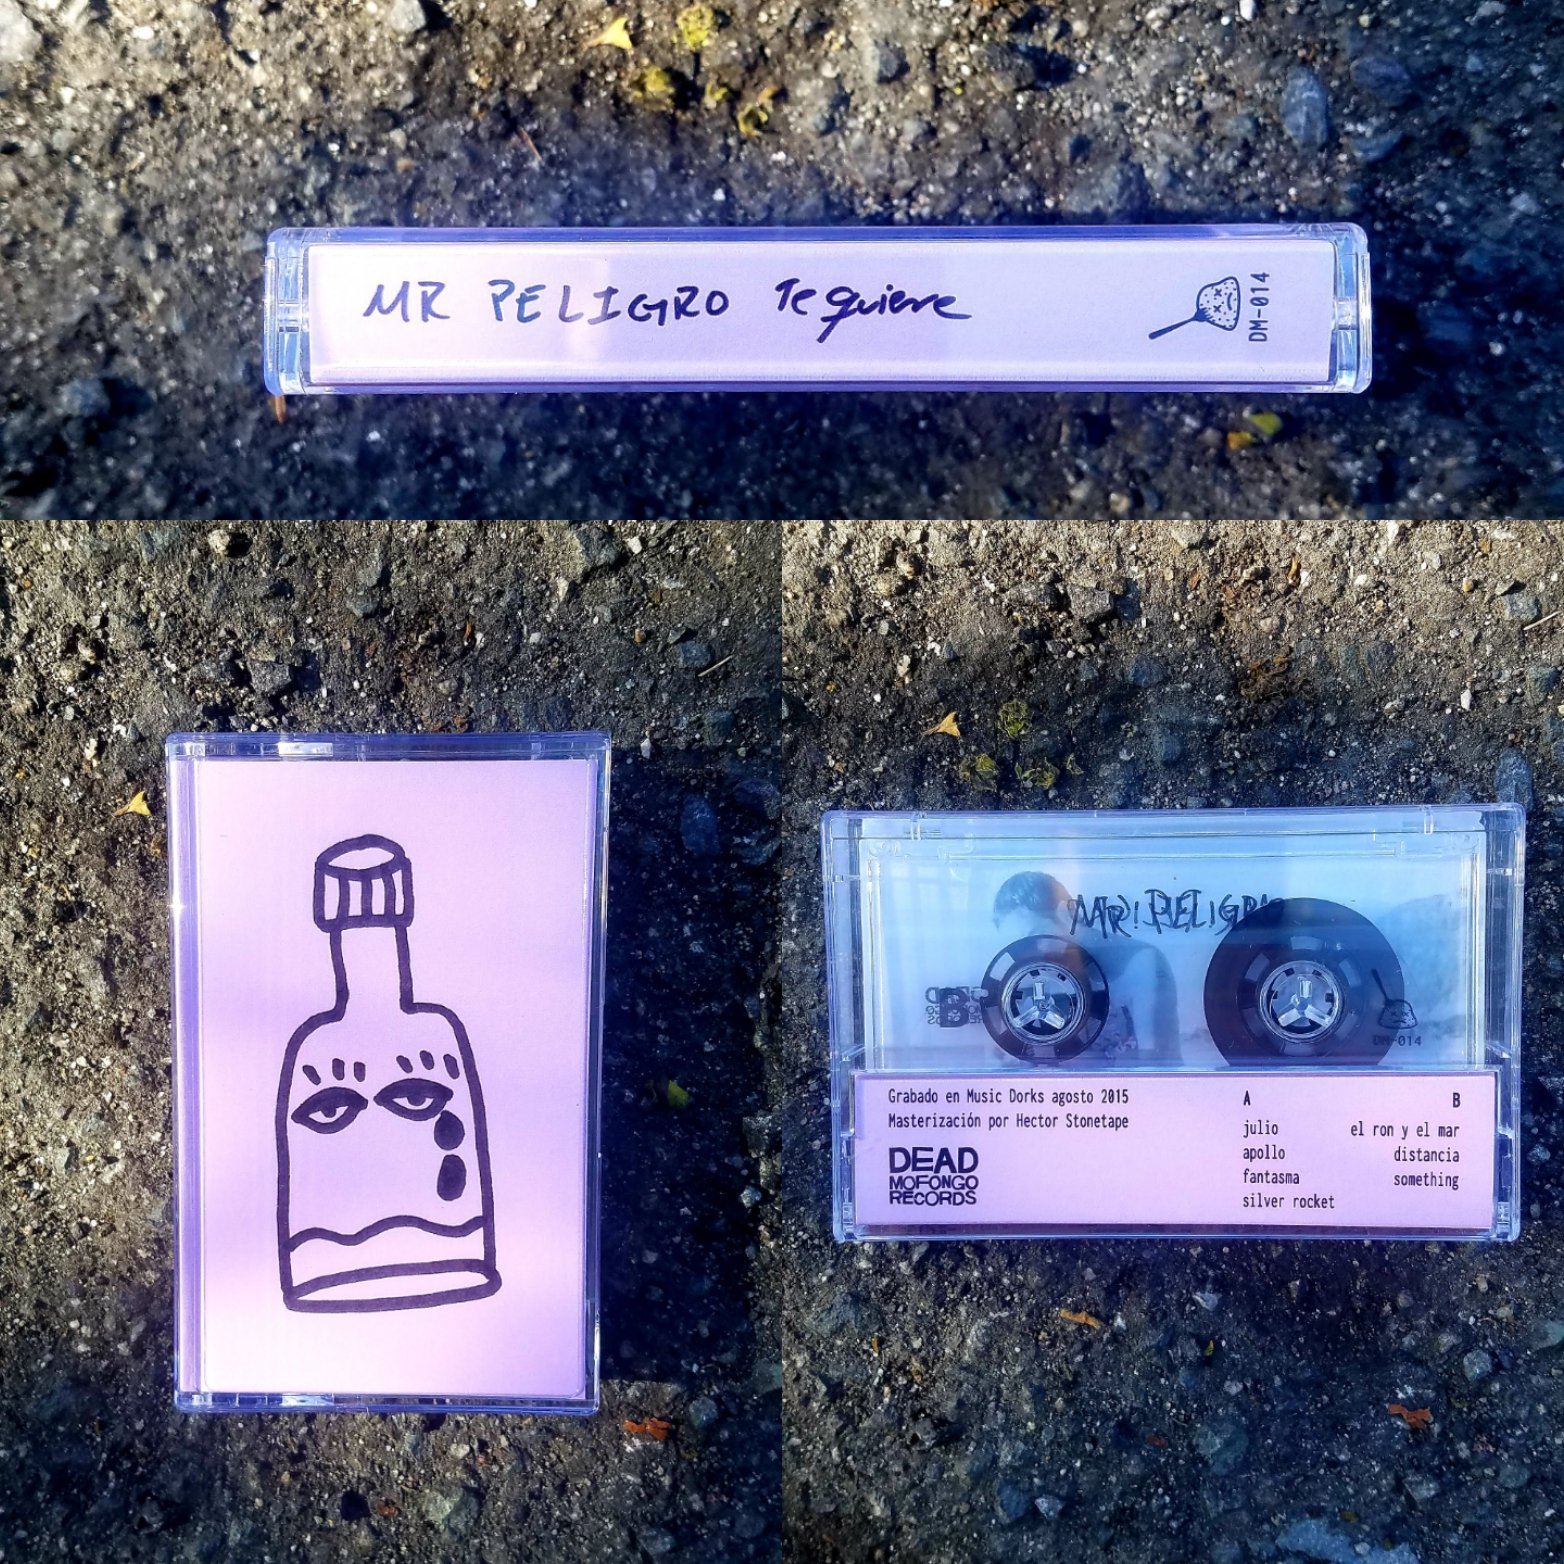 MR PELIGRO Te quiere
DM-014
MR! PELIGRO
DM-014
Grabado en Music Dorks agosto 2015
Masterización por Hector Stonetape
DEAD
MOFONGO
RECORDS
A
julio
apollo
fantasma
silver rocket
B
el ron y el mar
distancia
something